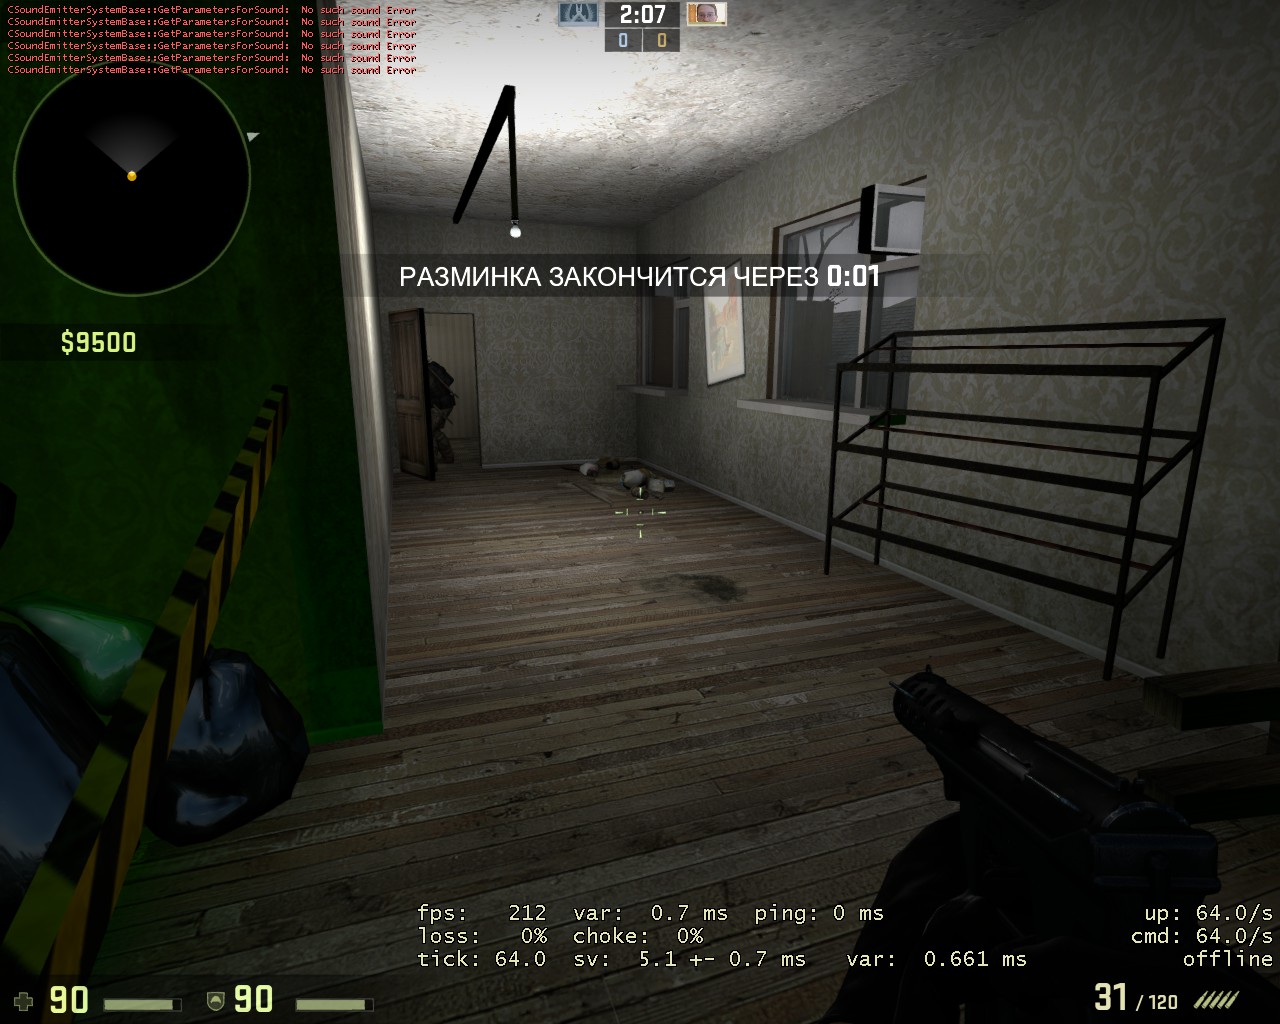 CSoundEmitterSystemBase::GetParametersForSound:  No such sound Error
CSoundEmitterSystemBase::GetParametersForSound:  No such sound Error
CSoundEmitterSystemBase::GetParametersForSound:  No such sound Error
CSoundEmitterSystemBase::GetParametersForSound:  No such sound Error
CSoundEmitterSystemBase::GetParametersForSound:  No such sound Error
CSoundEmitterSystemBase::GetParametersForSound:  No such sound Error
2:07
0 0
РАЗМИНКА ЗАКОНЧИТСЯ ЧЕРЕЗ 0:01
$9500
fps: 212 var: 0.7 ms ping: 0 ms up: 64.0/s
loss: 0% choke: 0% cmd: 64.0/s
tick: 64.0 sv: 5.1 +- 0.7 ms var: 0.661 ms offline
90 90 31 / 120